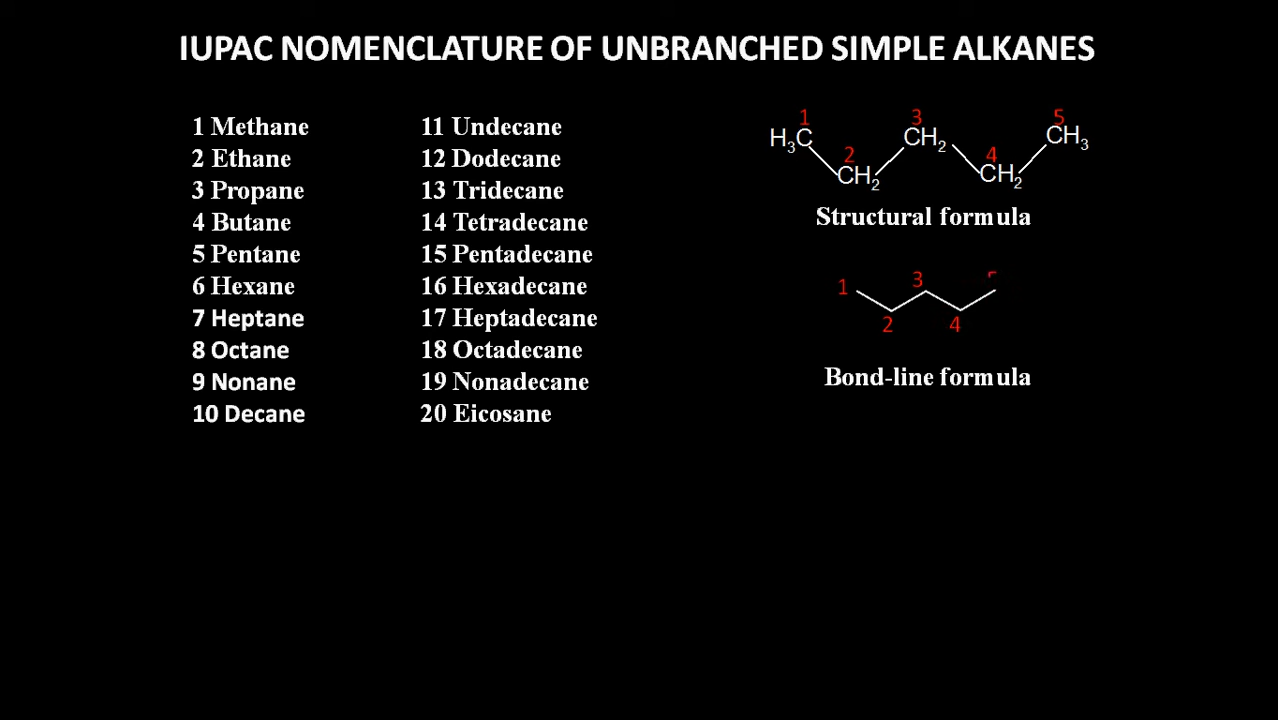 IUPAC NOMENCLATURE OF UNBRANCHED SIMPLE ALKANES
1 Methane
2 Ethane
3 Propane
4 Butane
5 Pentane
6 Hexane
7 Heptane
8 Octane
9 Nonane
10 Decane
11 Undecane
12 Dodecane
13 Tridecane
14 Tetradecane
15 Pentadecane
16 Hexadecane
17 Heptadecane
18 Octadecane
19 Nonadecane
20 Eicosane
1 3 5
H3C CH2 CH3
2 4
CH2 CH2
Structural formula
3
1
2 4
Bond-line formula